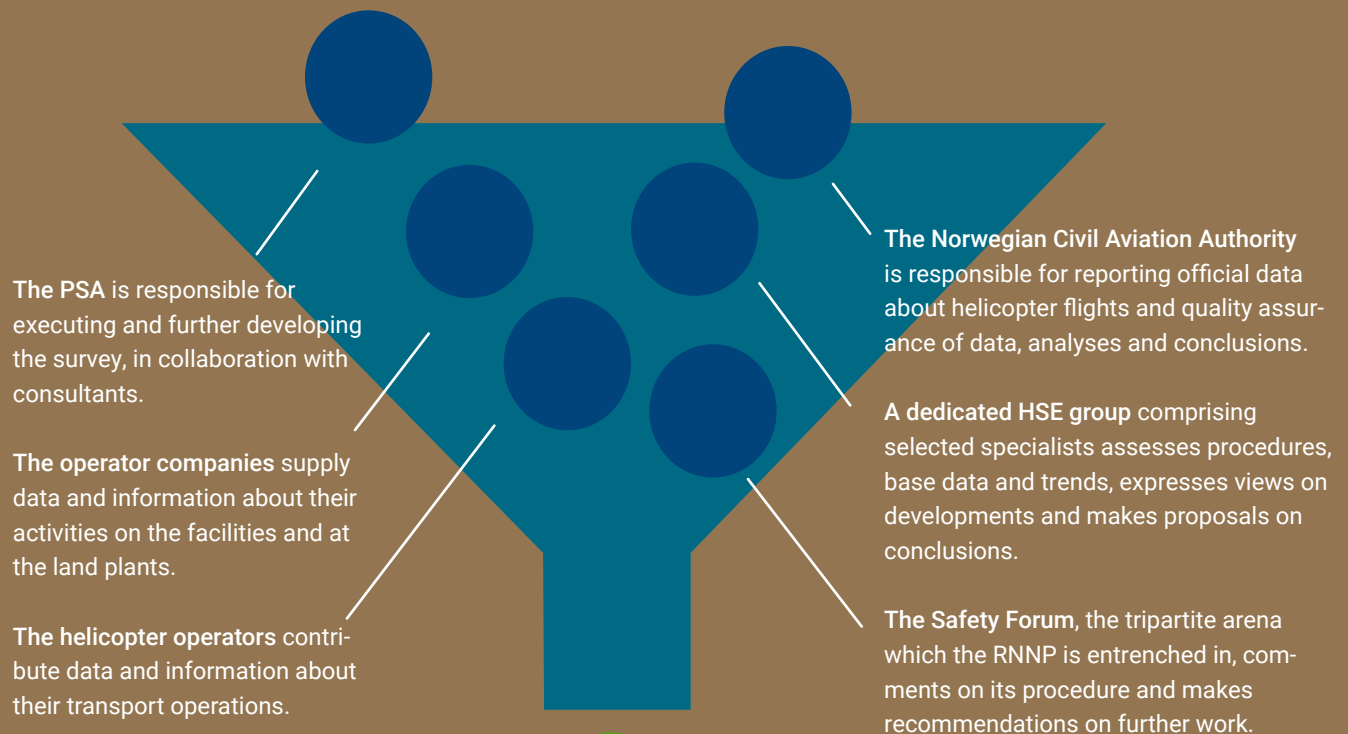 The PSA is responsible for
executing and further developing
the survey, in collaboration with
consultants.
The operator companies supply
data and information about their
activities on the facilities and at
the land plants.
The helicopter operators contri-
bute data and information about
their transport operations.
The Norwegian Civil Aviation Authority
is responsible for reporting official data
about helicopter flights and quality assur-
ance of data, analyses and conclusions.
A dedicated HSE group comprising
selected specialists assesses procedures,
base data and trends, expresses views on
developments and makes proposals on
conclusions.
The Safety Forum, the tripartite arena
which the RNNP is entrenched in, com-
ments on its procedure and makes
recommendations on further work.